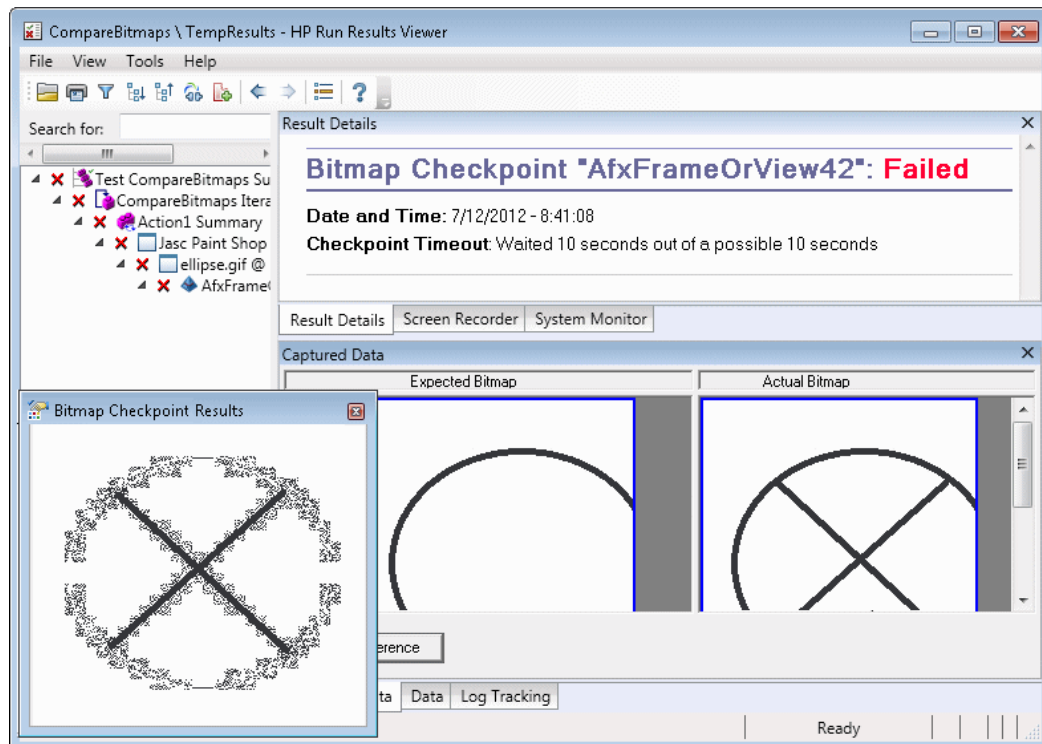 CompareBitmaps \ TempResults - HP Run Results Viewer
File View Tools Help
Search for:
Test CompareBitmaps Su
CompareBitmaps Itera
Action1 Summary
Jasc Paint Shop
ellipse.gif @
AfxFrame
Result Details
Bitmap Checkpoint "AfxFrameOrView42": Failed
Date and Time: 7/12/2012 - 8:41:08
Checkpoint Timeout: Waited 10 seconds out of a possible 10 seconds
Result Details Screen Recorder System Monitor
Captured Data
Expected Bitmap Actual Bitmap
Bitmap Checkpoint Results
erence
ta Data Log Tracking
Ready